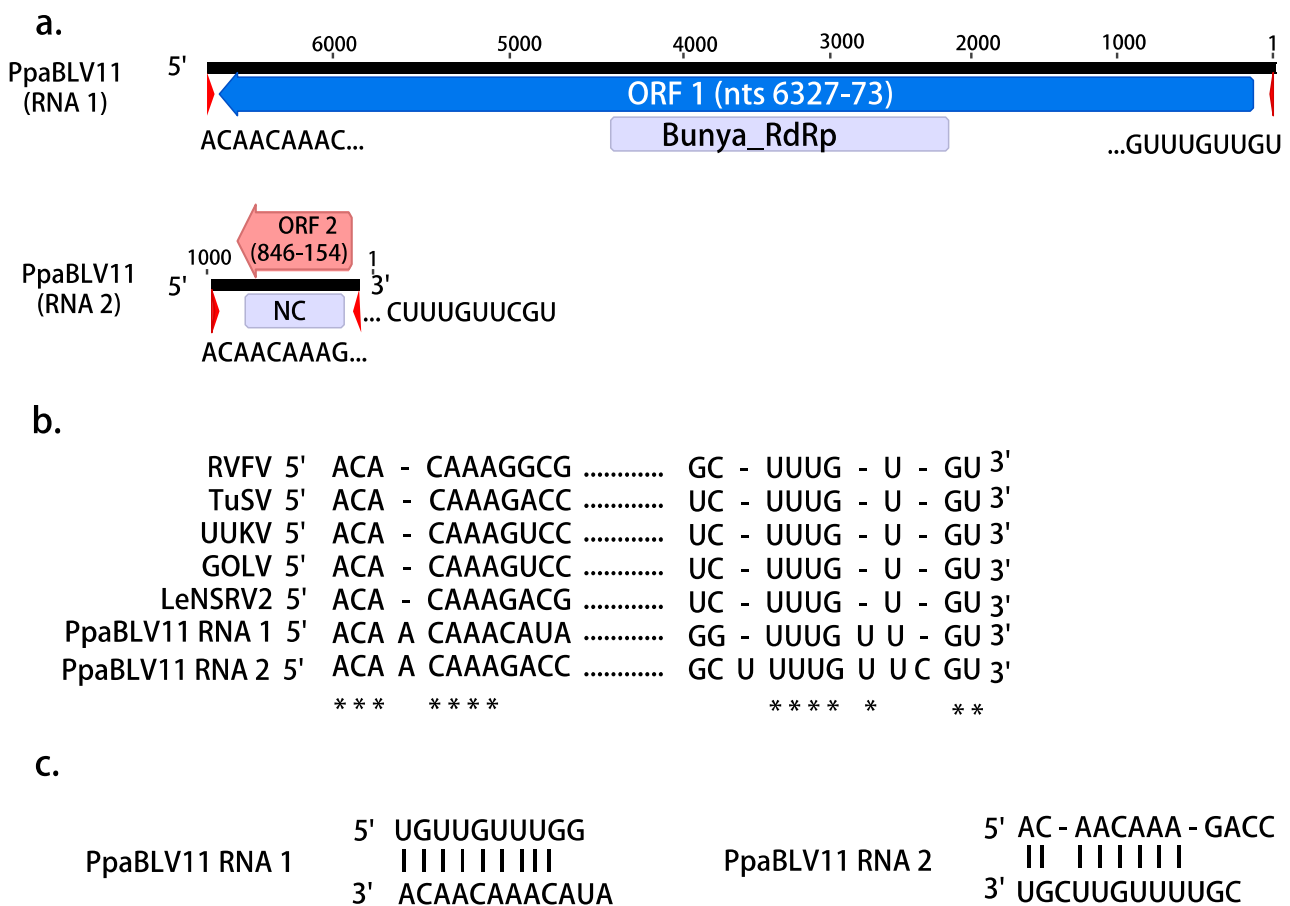 a.
6000 5000 4000 3000 2000 1000 1
PpaBLV11
(RNA 1)
5'
ORF 1 (nts 6327-73)
Bunya_RdRp
ACAACAAAC...
...GUUUGUUGU
ORF 2
(846-154)
1000 1
PpaBLV11
(RNA 2)
5' 3'
NC
... CUUUGUUCGU
ACAACAAAG...
b.
RVFV 5' ACA - CAAAGGCG ............ GC - UUUG - U - GU 3'
TuSV 5' ACA - CAAAGACC ............ UC - UUUG - U - GU 3'
UUKV 5' ACA - CAAAGUCC ............ UC - UUUG - U - GU 3'
GOLV 5' ACA - CAAAGUCC ............ UC - UUUG - U - GU 3'
LeNSRV2 5' ACA - CAAAGACG ............ UC - UUUG - U - GU 3'
PpaBLV11 RNA 1 5' ACA A CAAACAUA ............ GG - UUUG U U - GU 3'
PpaBLV11 RNA 2 5' ACA A CAAAGACC ............ GC U UUUG U U C GU 3'
* * * * * * * * * * * * * *
c.
PpaBLV11 RNA 1
5' UGUUGUUUGG
3' ACAACAAACAUA
PpaBLV11 RNA 2
5' AC - AACAAA - GACC
3' UGCUUGUUUUGC